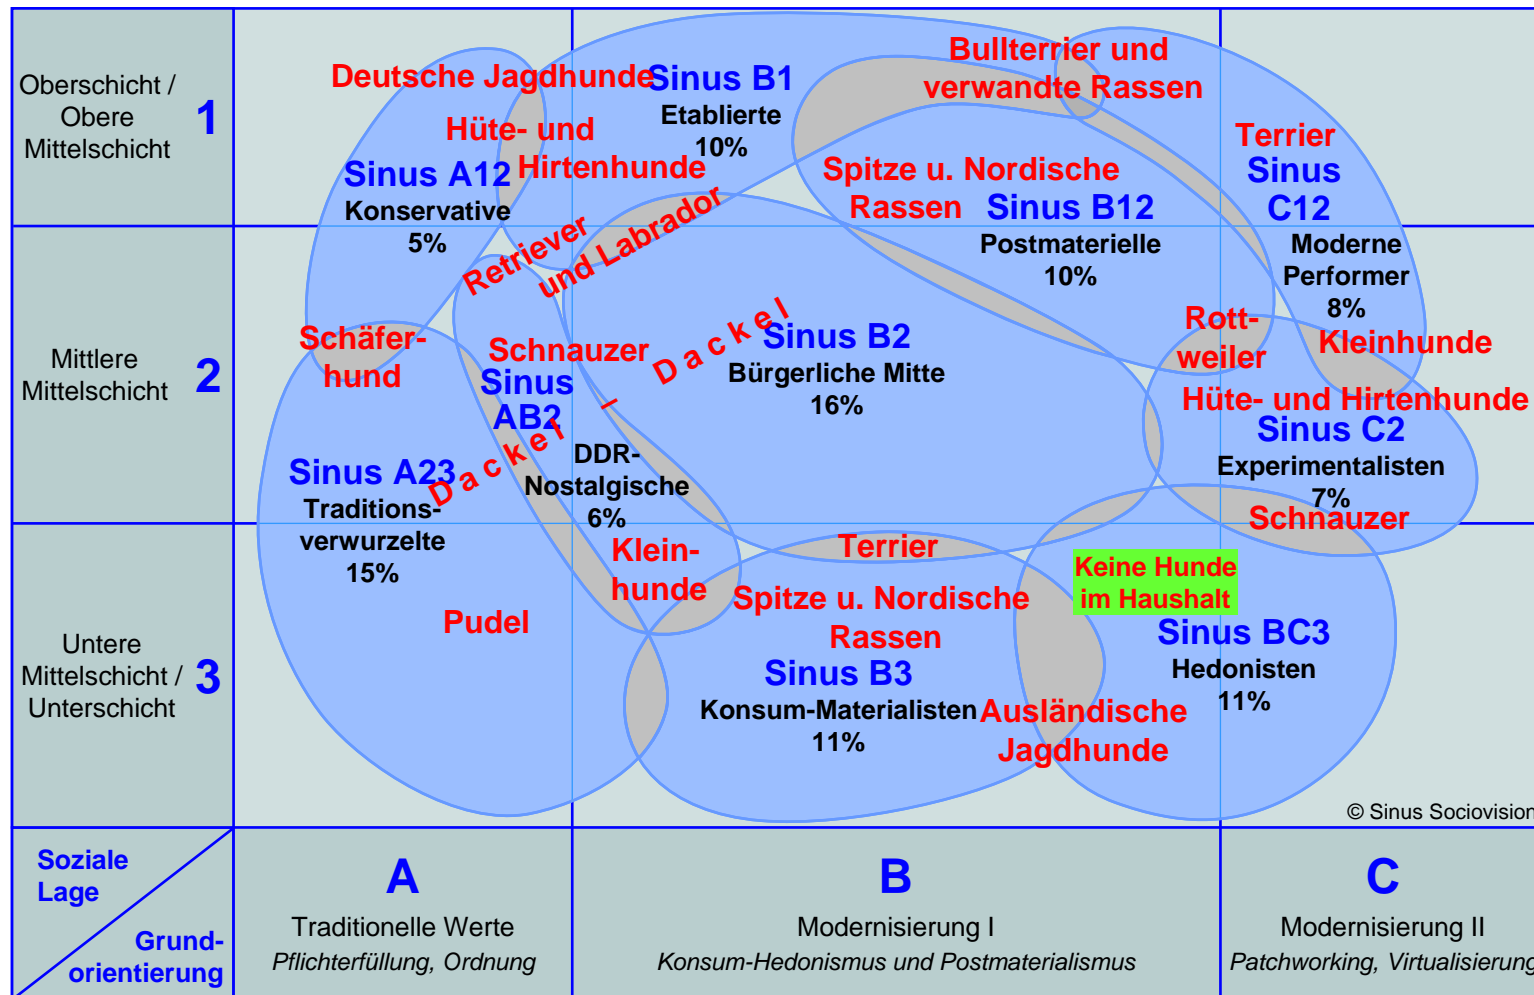 Oberschicht /
Obere
Mittelschicht
1
Deutsche Jagdhunde
Sinus B1
Etablierte
10%
Bullterrier und
verwandte Rassen
Hüte- und
Hirtenhunde
Sinus A12
Konservative
5%
Spitze u. Nordische
Rassen
Sinus B12
Postmaterielle
10%
Terrier
Sinus
C12
Moderne
Performer
8%
Retriever
und Labrador
Mittlere
Mittelschicht
2
Schäfer-
hund
Schnauzer
Sinus
AB2
DDR-
Nostalgische
6%
Dackel
Sinus B2
Bürgerliche Mitte
16%
Rott-
weiler
Kleinhunde
Hüte- und Hirtenhunde
Sinus C2
Experimentalisten
7%
Schnauzer
Sinus A23
Traditions-
verwurzelte
15%
Dackel
–
Untere
Mittelschicht /
Unterschicht
3
Pudel
Klein-
hunde
Terrier
Spitze u. Nordische
Rassen
Sinus B3
Konsum-Materialisten
11%
Keine Hunde
im Haushalt
Sinus BC3
Hedonisten
11%
Ausländische
Jagdhunde
© Sinus Sociovision
Soziale
Lage
Grund-
orientierung
A
Traditionelle Werte
Pflichterfüllung, Ordnung
B
Modernisierung I
Konsum-Hedonismus und Postmaterialismus
C
Modernisierung II
Patchworking, Virtualisierung